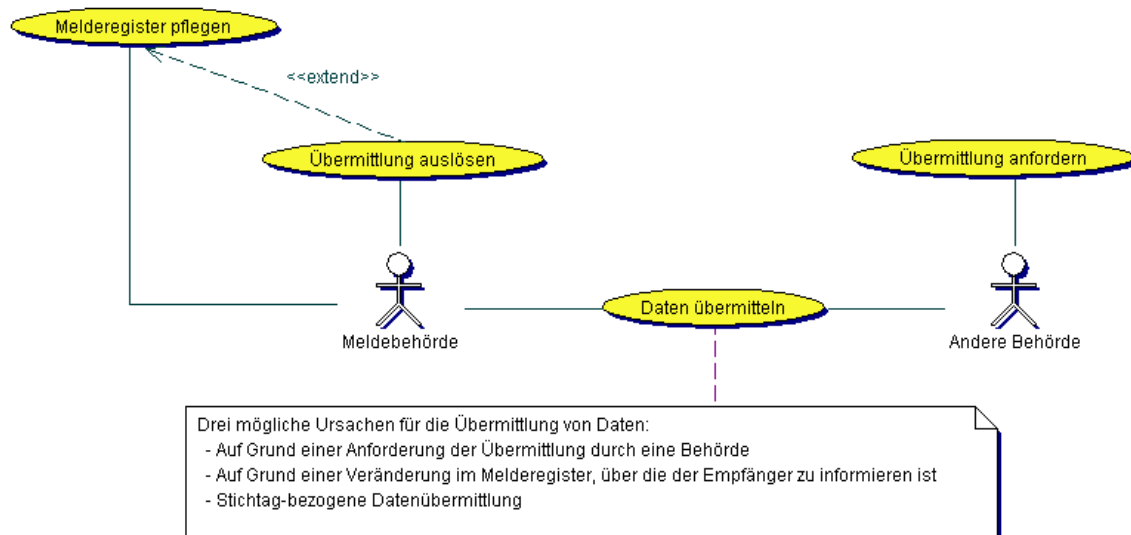 Melderegister pflegen
<<extend>>
Übermittlung auslösen
Übermittlung anfordern
Daten übermitteln
Meldebehörde
Andere Behörde
Drei mögliche Ursachen für die Übermittlung von Daten:
- Auf Grund einer Anforderung der Übermittlung durch eine Behörde
- Auf Grund einer Veränderung im Melderegister, über die der Empfänger zu informieren ist
- Stichtag-bezogene Datenübermittlung